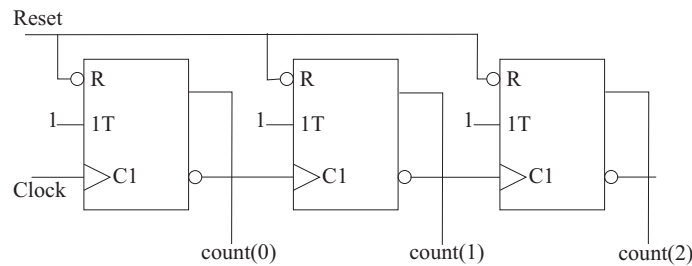 Reset
R R R
1 1T 1 1T 1 1T
C1 C1 C1
Clock
count(0) count(1) count(2)